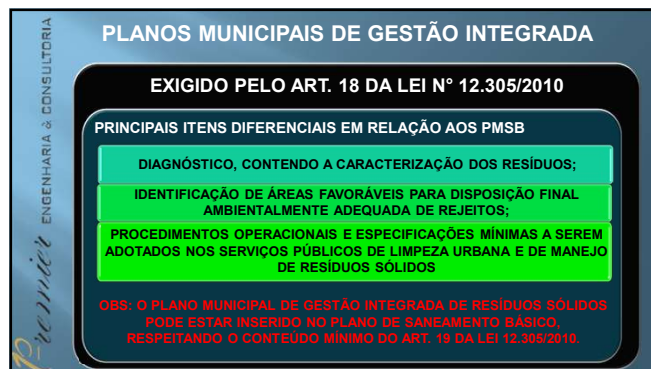 PLANOS MUNICIPAIS DE GESTÃO INTEGRADA
EXIGIDO PELO ART. 18 DA LEI N° 12.305/2010
PRINCIPAIS ITENS DIFERENCIAIS EM RELAÇÃO AOS PMSB
DIAGNÓSTICO, CONTENDO A CARACTERIZAÇÃO DOS RESÍDUOS;
IDENTIFICAÇÃO DE ÁREAS FAVORÁVEIS PARA DISPOSIÇÃO FINAL
AMBIENTALMENTE ADEQUADA DE REJEITOS;
PROCEDIMENTOS OPERACIONAIS E ESPECIFICAÇÕES MÍNIMAS A SEREM
ADOTADOS NOS SERVIÇOS PÚBLICOS DE LIMPEZA URBANA E DE MANEJO
DE RESÍDUOS SÓLIDOS
OBS: O PLANO MUNICIPAL DE GESTÃO INTEGRADA DE RESÍDUOS SÓLIDOS
PODE ESTAR INSERIDO NO PLANO DE SANEAMENTO BÁSICO,
RESPEITANDO O CONTEÚDO MÍNIMO DO ART. 19 DA LEI 12.305/2010.
Premier ENGENHARIA & CONSULTORIA